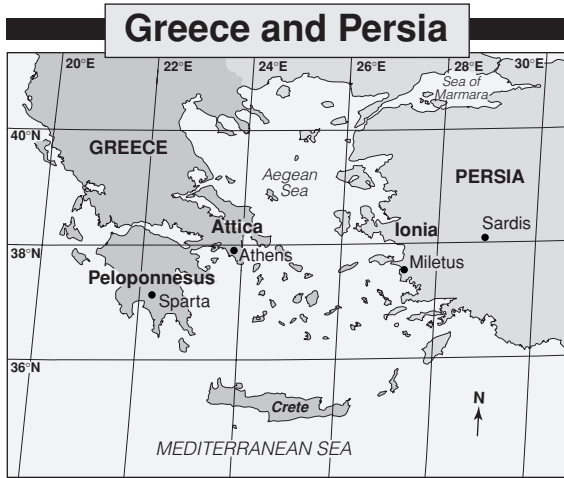 Greece and Persia
20°E 22°E 24°E 26°E 28°E 30°E
Sea of
Marmara
40°N
GREECE
Aegean
Sea
PERSIA
Attica
Ionia
Sardis
38°N
Athens
Miletus
Peloponnesus
Sparta
36°N
Crete
N
MEDITERRANEAN SEA